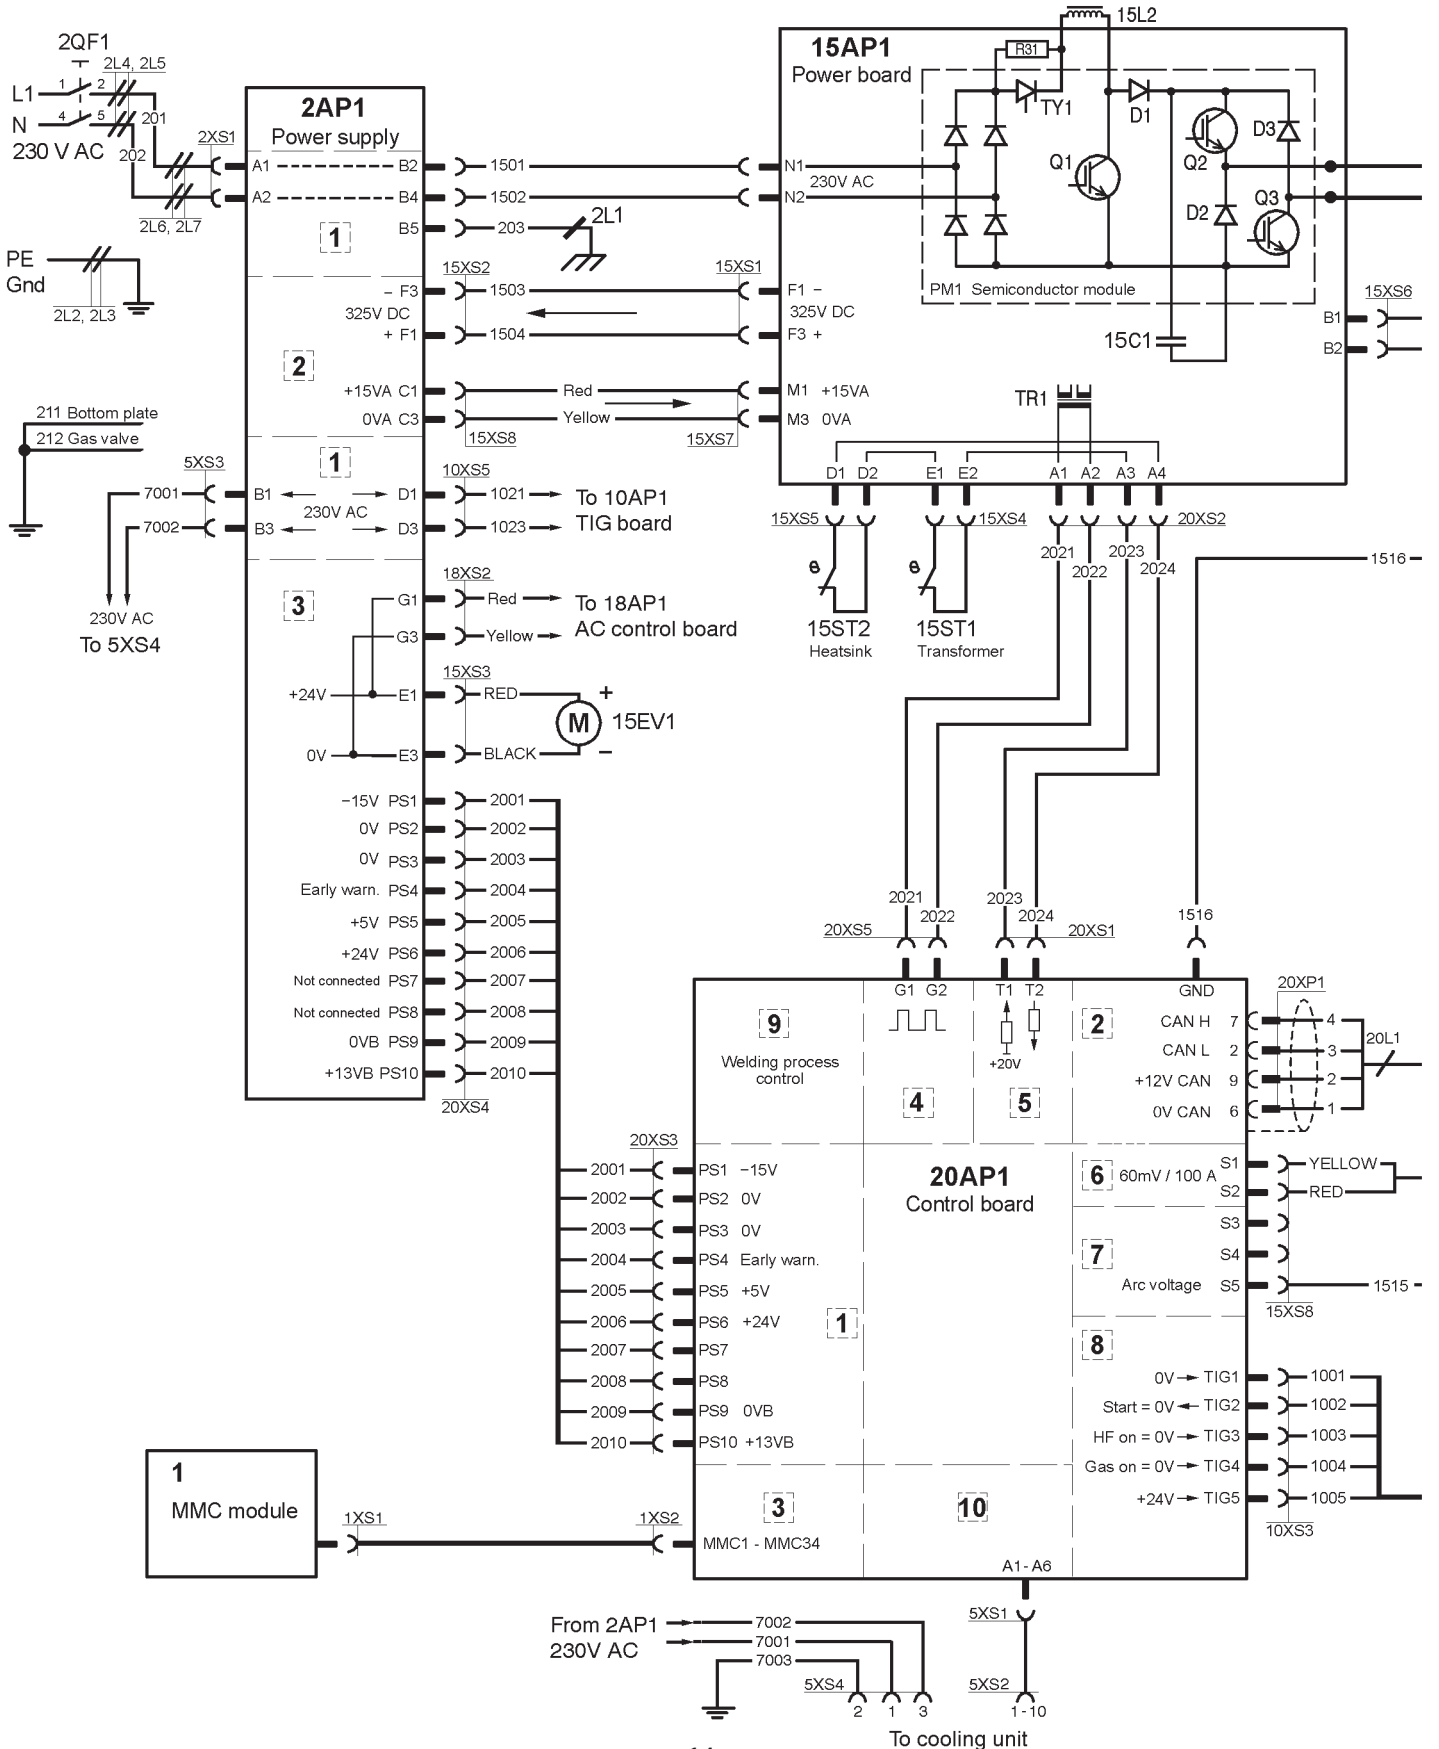 15L2
2QF1
2L4, 2L5
L1
1
2
N
4
5
230 V AC
201
202
2XS1
2L6, 2L7
PE
Gnd
2L2, 2L3
2AP1
Power supply
A1
B2
1501
A2
B4
1502
1
B5
203
2L1
15XS2
15XS1
– F3
1503
325V DC
+ F1
1504
2
+15VA C1
Red
0VA C3
Yellow
15XS8
15XS7
15AP1
Power board
R31
TY1
D1
Q1
Q2
D3
D2
Q3
N1
230V AC
N2
PM1 Semiconductor module
F1 –
325V DC
F3 +
15C1
15XS6
B1
B2
M1 +15VA
M3 0VA
TR1
D1
D2
E1
E2
A1
A2
A3
A4
15XS5
15XS4
20XS2
2021
2022
2023
2024
1516
15ST2
Heatsink
15ST1
Transformer
211 Bottom plate
212 Gas valve
1
5XS3
10XS5
7001
B1
D1
1021
230V AC
7002
B3
D3
1023
To 10AP1
TIG board
230V AC
To 5XS4
3
18XS2
G1
Red
G3
Yellow
To 18AP1
AC control board
15XS3
+24V
E1
RED
+
M
15EV1
0V
E3
BLACK
–
–15V PS1
2001
0V PS2
2002
0V PS3
2003
Early warn. PS4
2004
+5V PS5
2005
+24V PS6
2006
Not connected PS7
2007
Not connected PS8
2008
0VB PS9
2009
+13VB PS10
2010
20XS4
2021
2022
2023
2024
1516
20XS5
20XS1
G1
G2
T1
T2
GND
+20V
9
Welding process
control
4
5
2
20XP1
CAN H 7
4
CAN L 2
3
+12V CAN 9
2
0V CAN 6
1
20L1
20AP1
Control board
20XS3
2001
PS1 –15V
2002
PS2 0V
2003
PS3 0V
2004
PS4 Early warn.
2005
PS5 +5V
2006
PS6 +24V
2007
PS7
2008
PS8
2009
PS9 0VB
2010
PS10 +13VB
1
6
60mV / 100 A
S1
YELLOW
S2
RED
S3
7
S4
Arc voltage
S5
1515
15XS8
8
0V
TIG1
1001
Start = 0V
TIG2
1002
HF on = 0V
TIG3
1003
Gas on = 0V
TIG4
1004
+24V
TIG5
1005
10XS3
1
MMC module
1XS1
1XS2
3
MMC1 - MMC34
10
A1- A6
5XS1
5XS2
1-10
From 2AP1
230V AC
7002
7001
7003
5XS4
2
1
3
To cooling unit